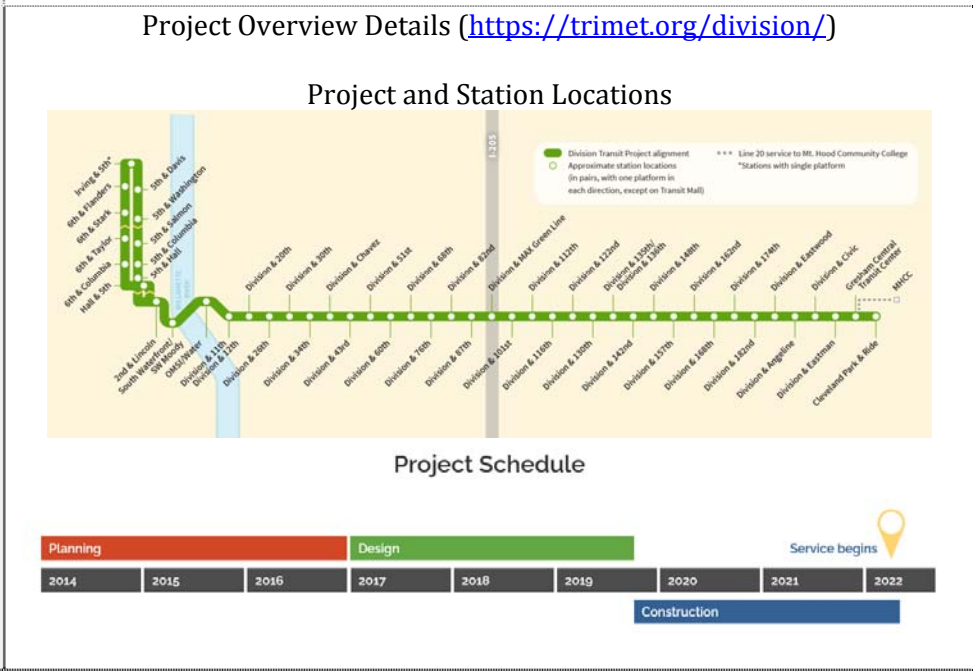 Project Overview Details (https://trimet.org/division/)
Project and Station Locations
I-205
Division Transit Project alignment
Approximate station locations
(in pairs, with one platform in
each direction, except on Transit Mall)
Line 20 service to Mt. Hood Community College
*Stations with single platform
Irving & 5th*
6th & Flanders
6th & Stark
6th & Taylor
6th & Columbia
Hall & 5th
5th & Davis
5th & Washington
5th & Salmon
5th & Columbia
5th & Hall
WILLAMETTE
RIVER
2nd & Lincoln
South Waterfront/
SW Moody
OMSI/Water
Division & 11th
Division & 12th
Division & 20th
Division & 26th
Division & 30th
Division & 34th
Division & Chavez
Division & 43rd
Division & 51st
Division & 60th
Division & 68th
Division & 76th
Division & 82nd
Division & 87th
Division & MAX Green Line
Division & 101st
Division & 112th
Division & 116th
Division & 122nd
Division & 130th
Division & 135th/
Division & 136th
Division & 142nd
Division & 148th
Division & 157th
Division & 162nd
Division & 168th
Division & 174th
Division & 182nd
Division & Eastwood
Division & Angeline
Division & Civic
Division & Eastman
Gresham Central
Transit Center
Cleveland Park & Ride
MHCC
Project Schedule
Planning
Design
Service begins
2014 2015 2016 2017 2018 2019 2020 2021 2022
Construction